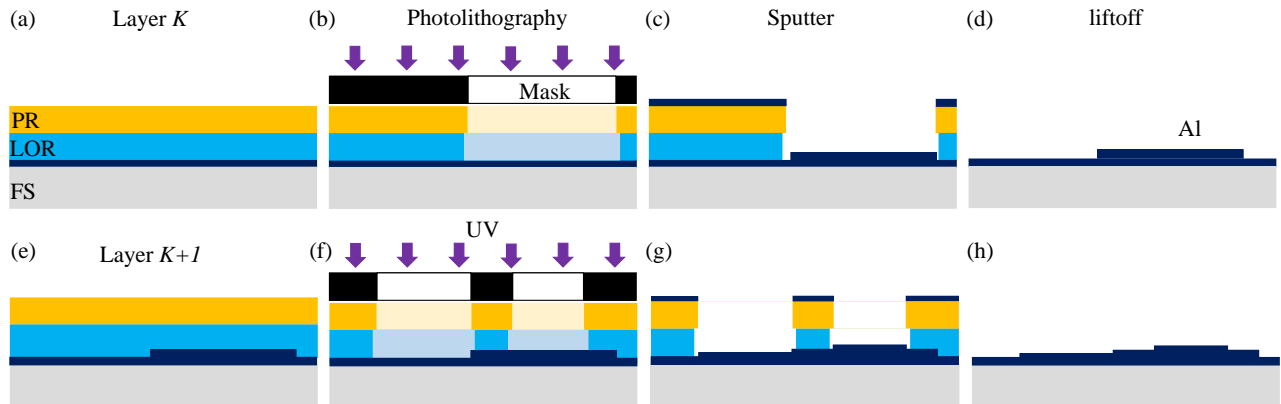 (a) Layer K
(b) Photolithography
(c) Sputter
(d) liftoff
Mask
PR
LOR
FS
Al
UV
(e) Layer K+1
(f)
(g)
(h)